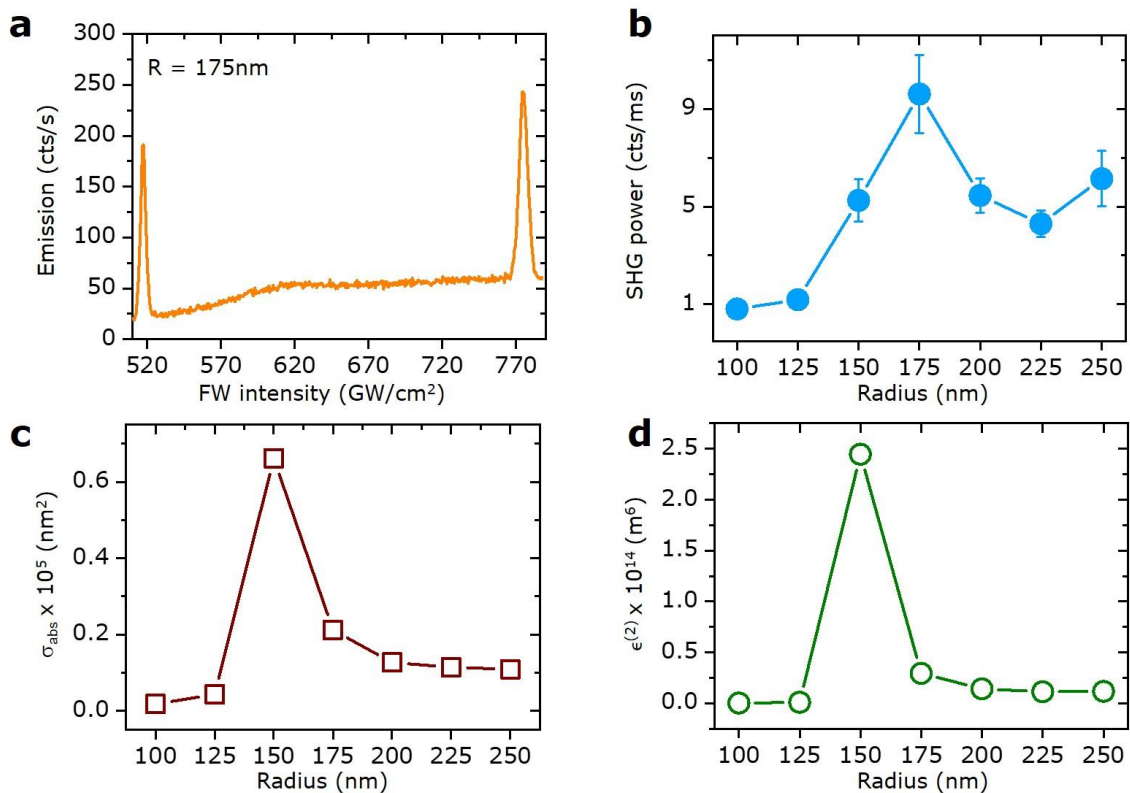 a
300
250
200
150
100
50
0
Emission (cts/s)
R = 175nm
520 570 620 670 720 770
FW intensity (GW/cm²)
b
9
5
1
SHG power (cts/ms)
100 125 150 175 200 225 250
Radius (nm)
c
0.6
0.4
0.2
0.0
σabs x 10⁵ (nm²)
100 125 150 175 200 225 250
Radius (nm)
d
2.5
2.0
1.5
1.0
0.5
0.0
ϵ⁽²⁾ x 10¹⁴ (m⁶)
100 125 150 175 200 225 250
Radius (nm)